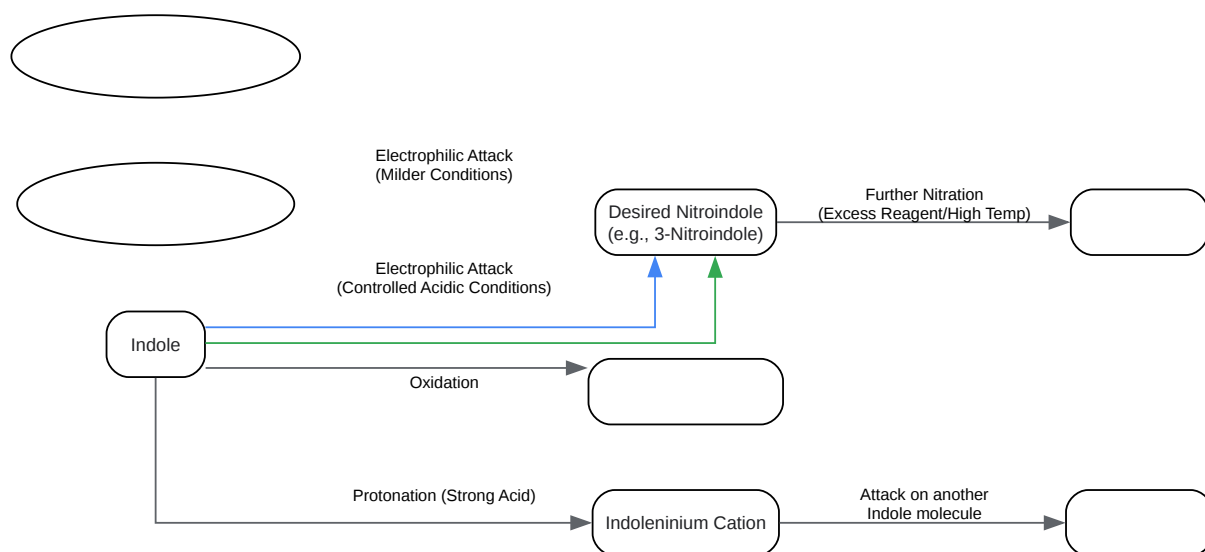 Electrophilic Attack
(Milder Conditions)
Desired Nitroindole
(e.g., 3-Nitroindole)
Further Nitration
(Excess Reagent/High Temp)
Electrophilic Attack
(Controlled Acidic Conditions)
Indole
Oxidation
Protonation (Strong Acid)
Indoleninium Cation
Attack on another
Indole molecule